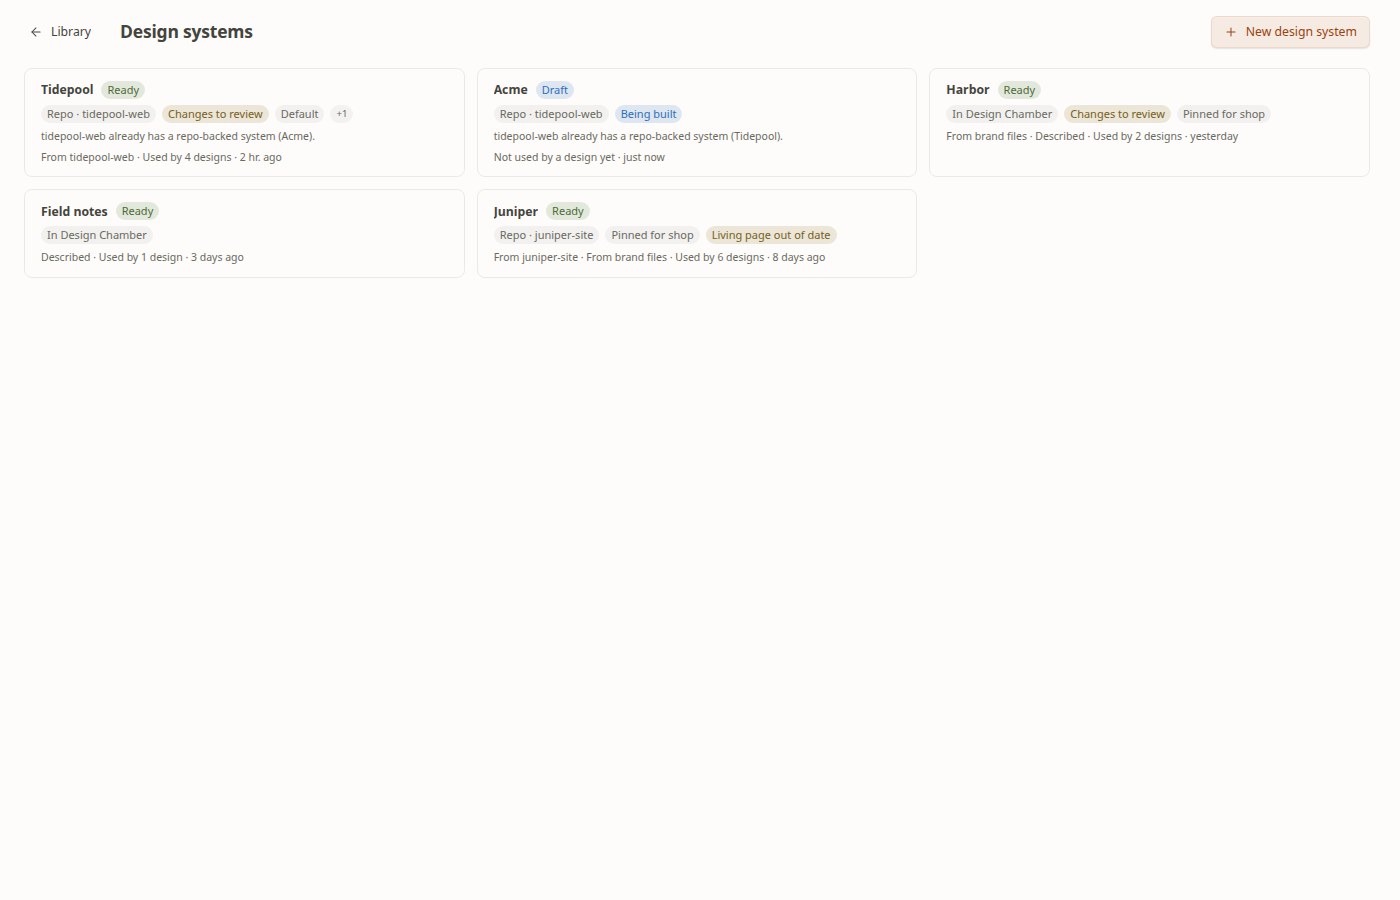 Library
Design systems
New design system
Tidepool Ready
Repo · tidepool-web Changes to review Default +1
tidepool-web already has a repo-backed system (Acme).
From tidepool-web · Used by 4 designs · 2 hr. ago
Acme Draft
Repo · tidepool-web Being built
tidepool-web already has a repo-backed system (Tidepool).
Not used by a design yet · just now
Harbor Ready
In Design Chamber Changes to review Pinned for shop
From brand files · Described · Used by 2 designs · yesterday
Field notes Ready
In Design Chamber
Described · Used by 1 design · 3 days ago
Juniper Ready
Repo · juniper-site Pinned for shop Living page out of date
From juniper-site · From brand files · Used by 6 designs · 8 days ago